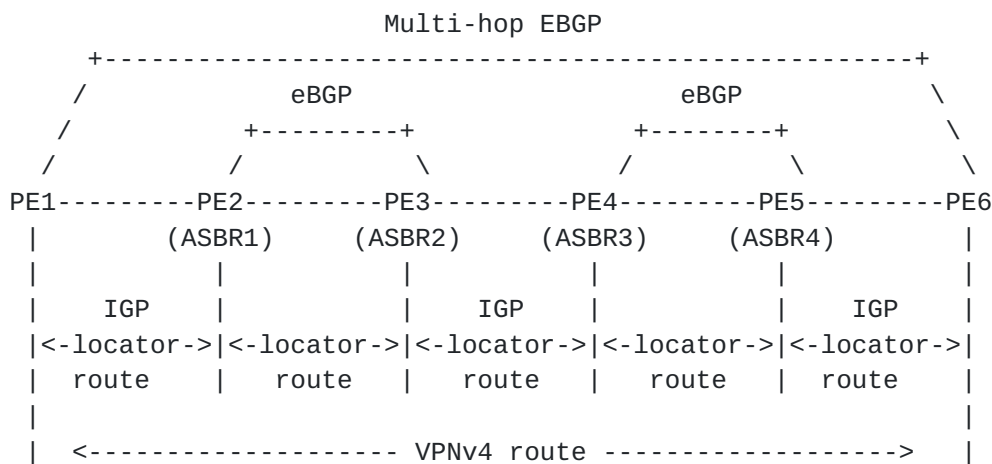 Multi-hop EBGP
+----------------------------------------------------+
/ eBGP eBGP \
/ +---------+ +--------+ \
/ / \ / \ \
PE1---------PE2---------PE3---------PE4---------PE5---------PE6
| (ASBR1) (ASBR2) (ASBR3) (ASBR4) |
| | | | | |
| IGP | | IGP | | IGP |
|<-locator->|<-locator->|<-locator->|<-locator->|<-locator->|
| route | route | route | route | route |
| |
| <-------------------- VPNv4 route -------------------> |